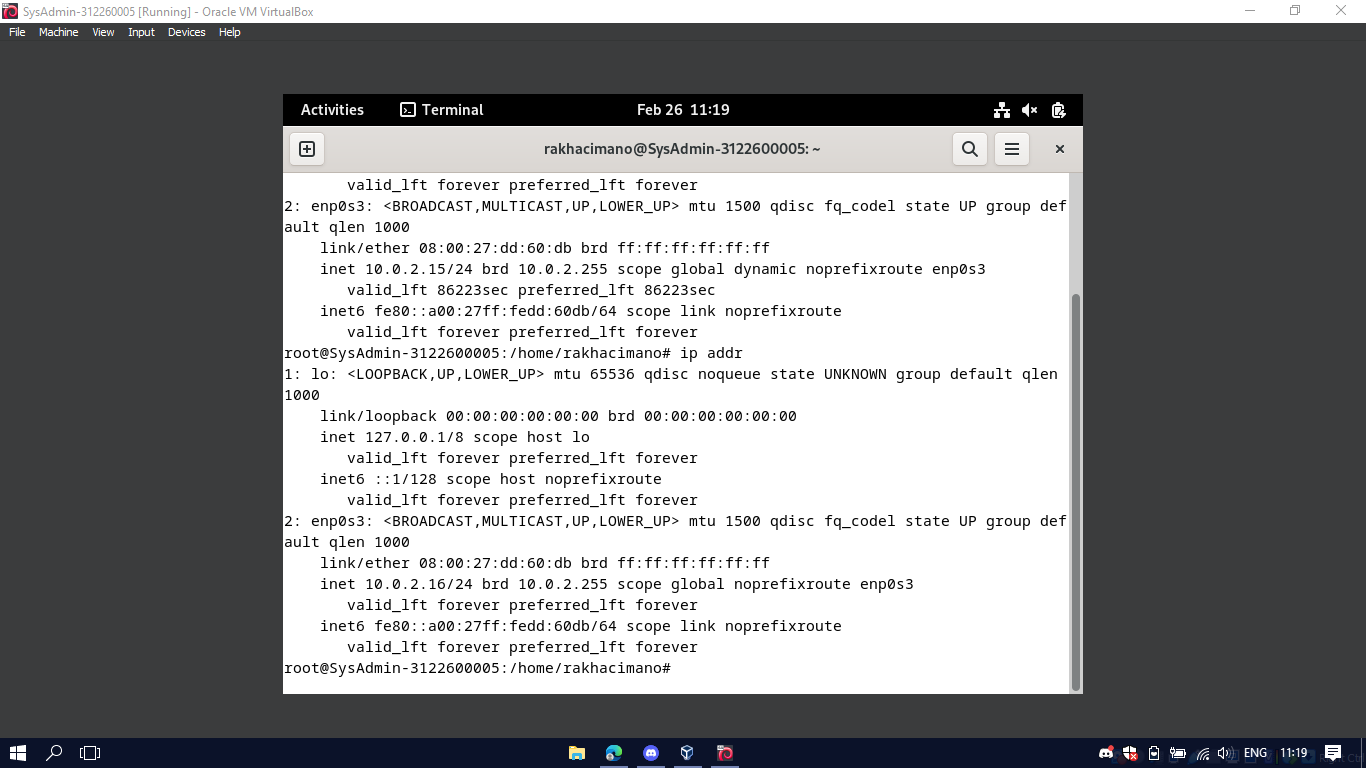 SysAdmin-312260005 [Running] - Oracle VM VirtualBox
File Machine View Input Devices Help
Activities Terminal Feb 26 11:19
rakhacimano@SysAdmin-3122600005: ~
valid_lft forever preferred_lft forever
2: enp0s3: <BROADCAST,MULTICAST,UP,LOWER_UP> mtu 1500 qdisc fq_codel state UP group def
ault qlen 1000
link/ether 08:00:27:dd:60:db brd ff:ff:ff:ff:ff:ff
inet 10.0.2.15/24 brd 10.0.2.255 scope global dynamic noprefixroute enp0s3
valid_lft 86223sec preferred_lft 86223sec
inet6 fe80::a00:27ff:fedd:60db/64 scope link noprefixroute
valid_lft forever preferred_lft forever
root@SysAdmin-3122600005:/home/rakhacimano# ip addr
1: lo: <LOOPBACK,UP,LOWER_UP> mtu 65536 qdisc noqueue state UNKNOWN group default qlen
1000
link/loopback 00:00:00:00:00:00 brd 00:00:00:00:00:00
inet 127.0.0.1/8 scope host lo
valid_lft forever preferred_lft forever
inet6 ::1/128 scope host noprefixroute
valid_lft forever preferred_lft forever
2: enp0s3: <BROADCAST,MULTICAST,UP,LOWER_UP> mtu 1500 qdisc fq_codel state UP group def
ault qlen 1000
link/ether 08:00:27:dd:60:db brd ff:ff:ff:ff:ff:ff
inet 10.0.2.16/24 brd 10.0.2.255 scope global noprefixroute enp0s3
valid_lft forever preferred_lft forever
inet6 fe80::a00:27ff:fedd:60db/64 scope link noprefixroute
valid_lft forever preferred_lft forever
root@SysAdmin-3122600005:/home/rakhacimano#
ENG 11:19